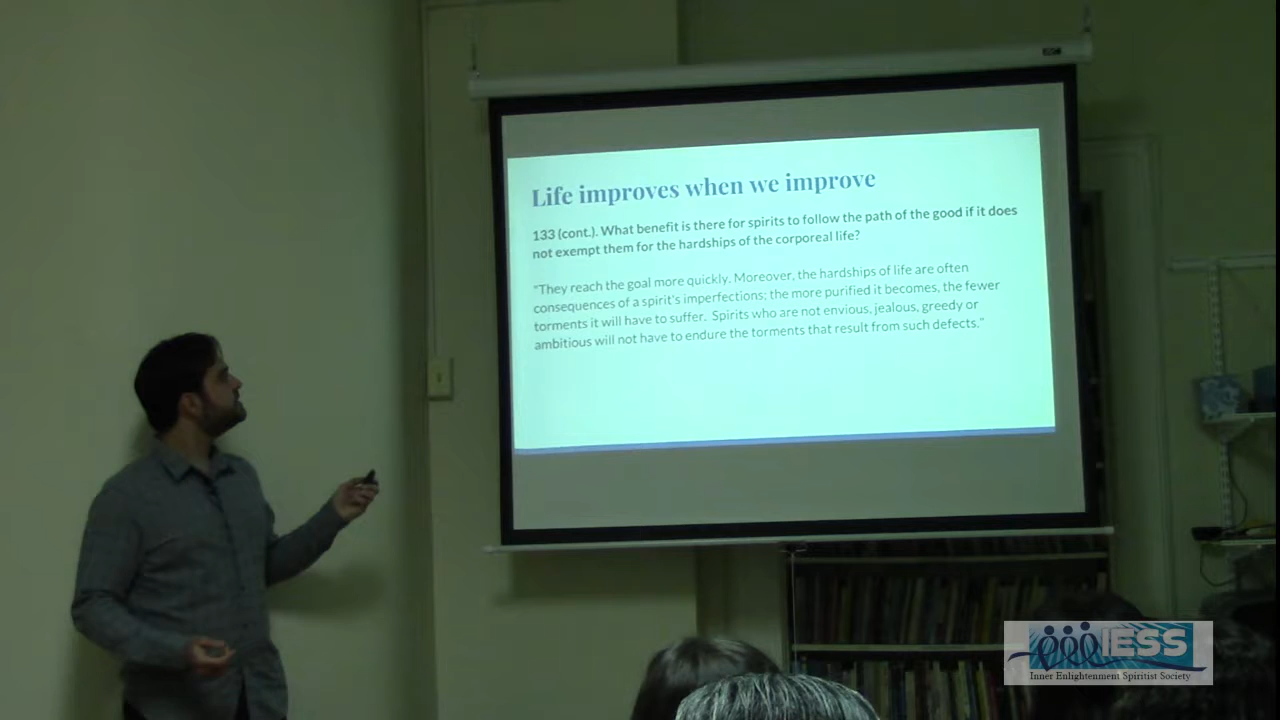 Life improves when we improve
133 (cont.). What benefit is there for spirits to follow the path of the good if it does
not exempt them for the hardships of the corporeal life?
"They reach the goal more quickly. Moreover, the hardships of life are often
consequences of a spirit's imperfections; the more purified it becomes, the fewer
torments it will have to suffer. Spirits who are not envious, jealous, greedy or
ambitious will not have to endure the torments that result from such defects."
IESS
Inner Enlightenment Spiritist Society